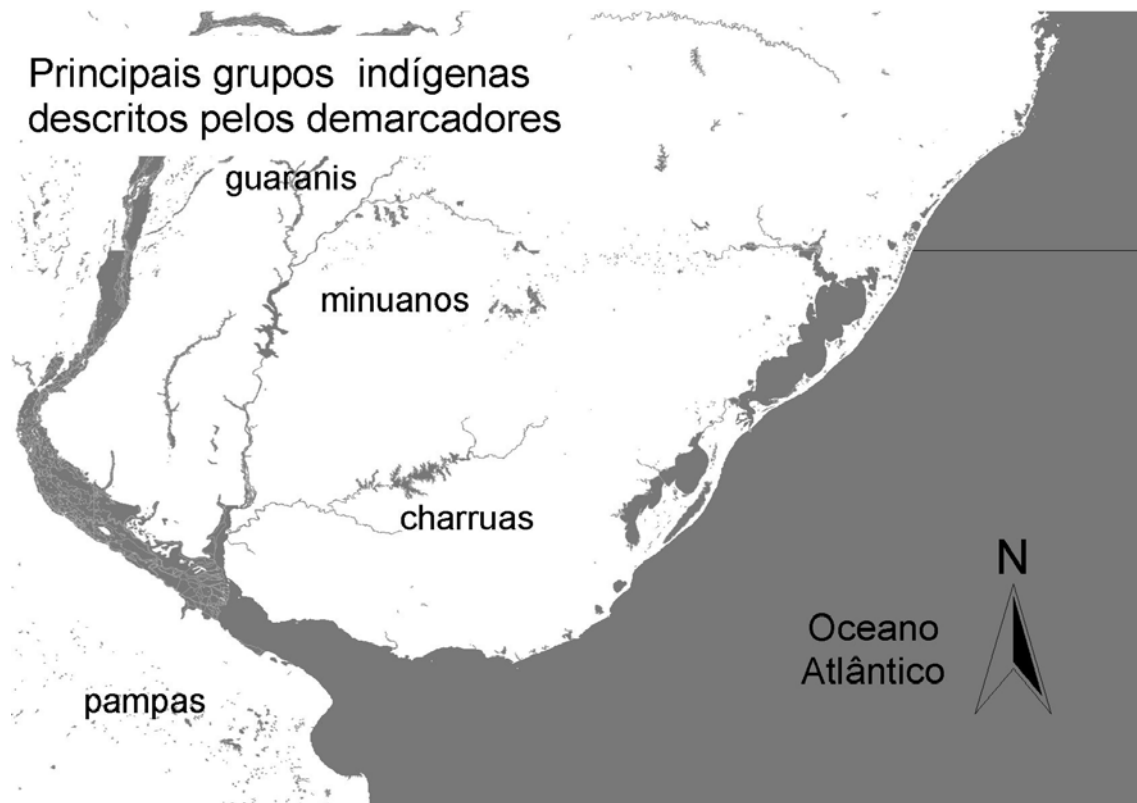 Principais grupos indígenas
descritos pelos demarcadores
guaranis
minuanos
charruas
pampas
N
Oceano
Atlântico